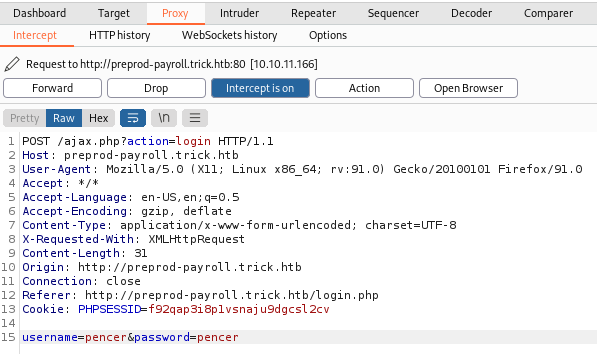 Dashboard Target Proxy Intruder Repeater Sequencer Decoder Comparer
Intercept HTTP history WebSockets history Options
Request to http://preprod-payroll.trick.htb:80 [10.10.11.166]
Forward Drop Intercept is on Action Open Browser
Pretty Raw Hex \n
1 POST /ajax.php?action=login HTTP/1.1
2 Host: preprod-payroll.trick.htb
3 User-Agent: Mozilla/5.0 (X11; Linux x86_64; rv:91.0) Gecko/20100101 Firefox/91.0
4 Accept: */*
5 Accept-Language: en-US,en;q=0.5
6 Accept-Encoding: gzip, deflate
7 Content-Type: application/x-www-form-urlencoded; charset=UTF-8
8 X-Requested-With: XMLHttpRequest
9 Content-Length: 31
10 Origin: http://preprod-payroll.trick.htb
11 Connection: close
12 Referer: http://preprod-payroll.trick.htb/login.php
13 Cookie: PHPSESSID=f92qap3i8p1vsnaju9dgcsl2cv
14
15 username=pencer&password=pencer